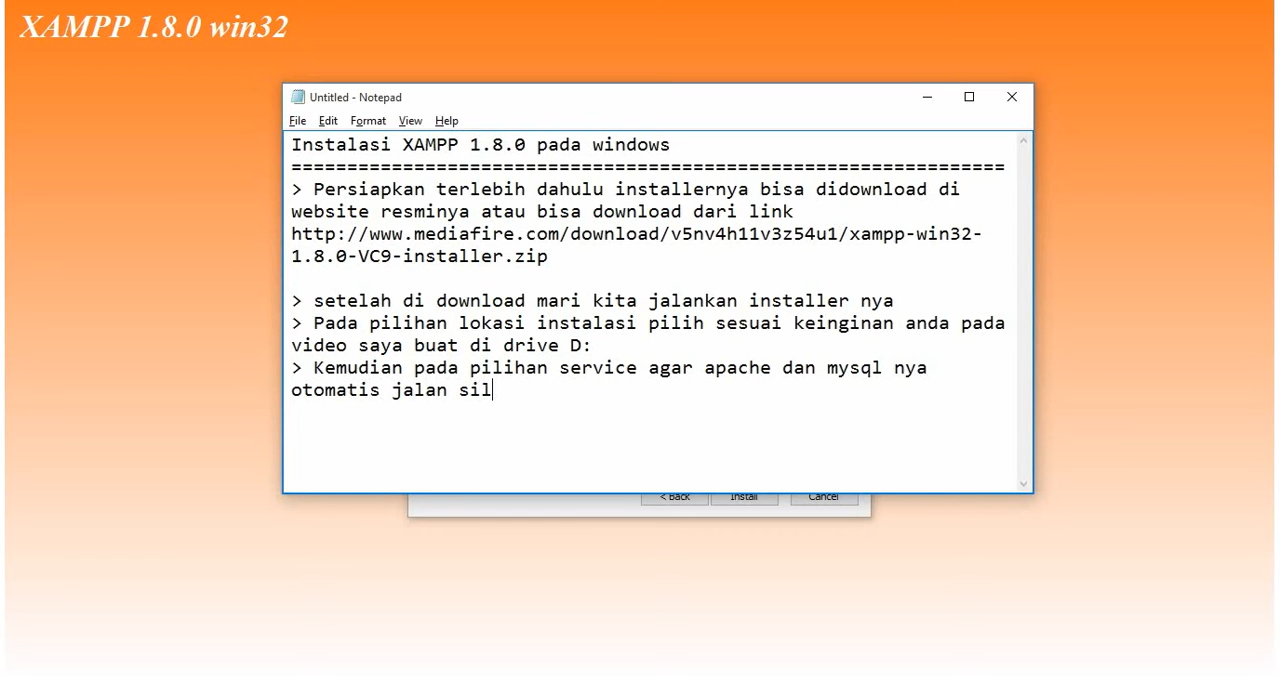 XAMPP 1.8.0 win32
Untitled - Notepad
File Edit Format View Help
Instalasi XAMPP 1.8.0 pada windows
================================================================
> Persiapkan terlebih dahulu installernya bisa didownload di
website resminya atau bisa download dari link
http://www.mediafire.com/download/v5nv4h11v3z54u1/xampp-win32-
1.8.0-VC9-installer.zip
> setelah di download mari kita jalankan installer nya
> Pada pilihan lokasi instalasi pilih sesuai keinginan anda pada
video saya buat di drive D:
> Kemudian pada pilihan service agar apache dan mysql nya
otomatis jalan sil
< Back Install Cancel